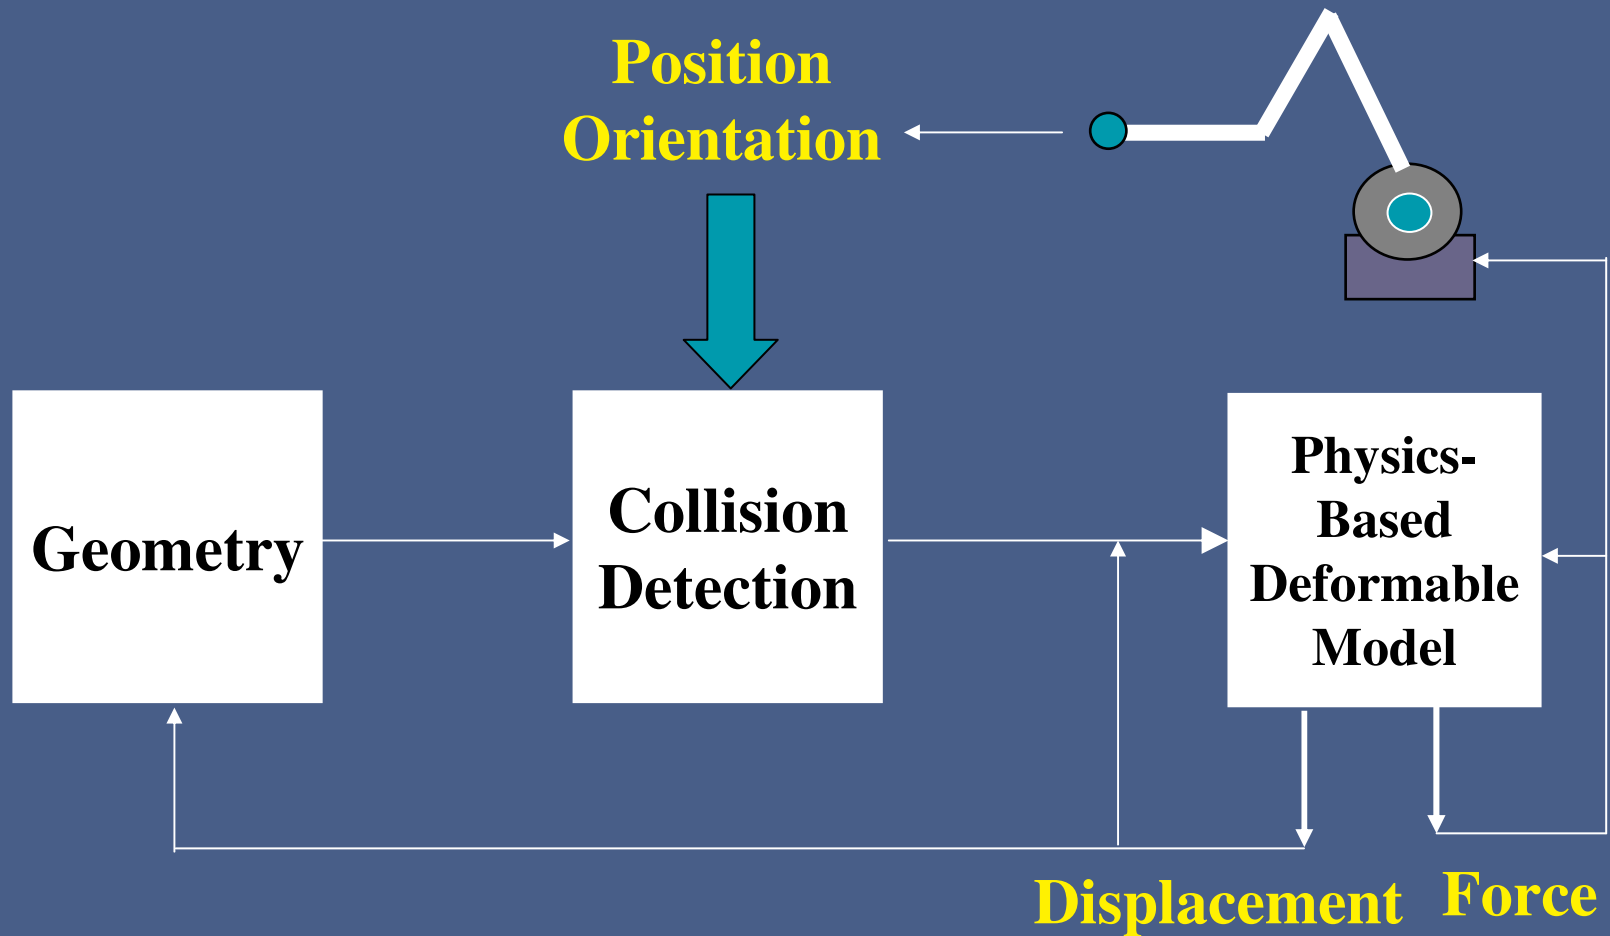 Position
Orientation
Geometry
Collision
Detection
Physics-
Based
Deformable
Model
Displacement
Force